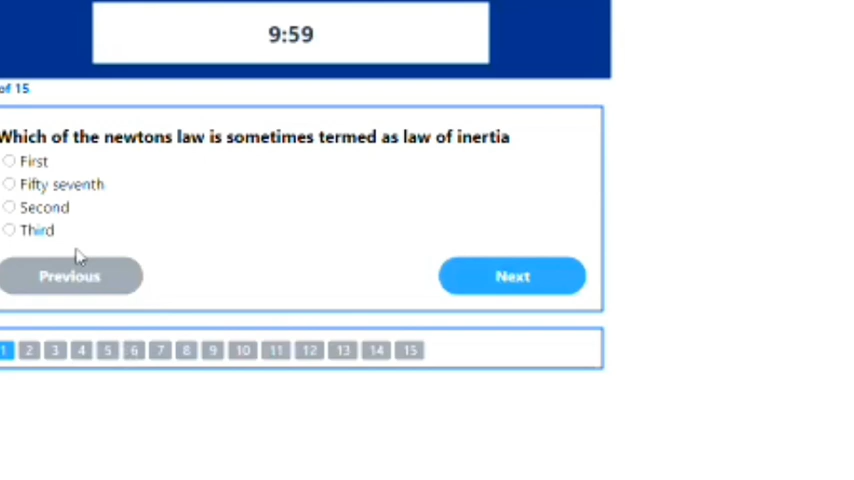 9:59
of 15
Which of the newtons law is sometimes termed as law of inertia
First
Fifty seventh
Second
Third
Previous Next
1 2 3 4 5 6 7 8 9 10 11 12 13 14 15